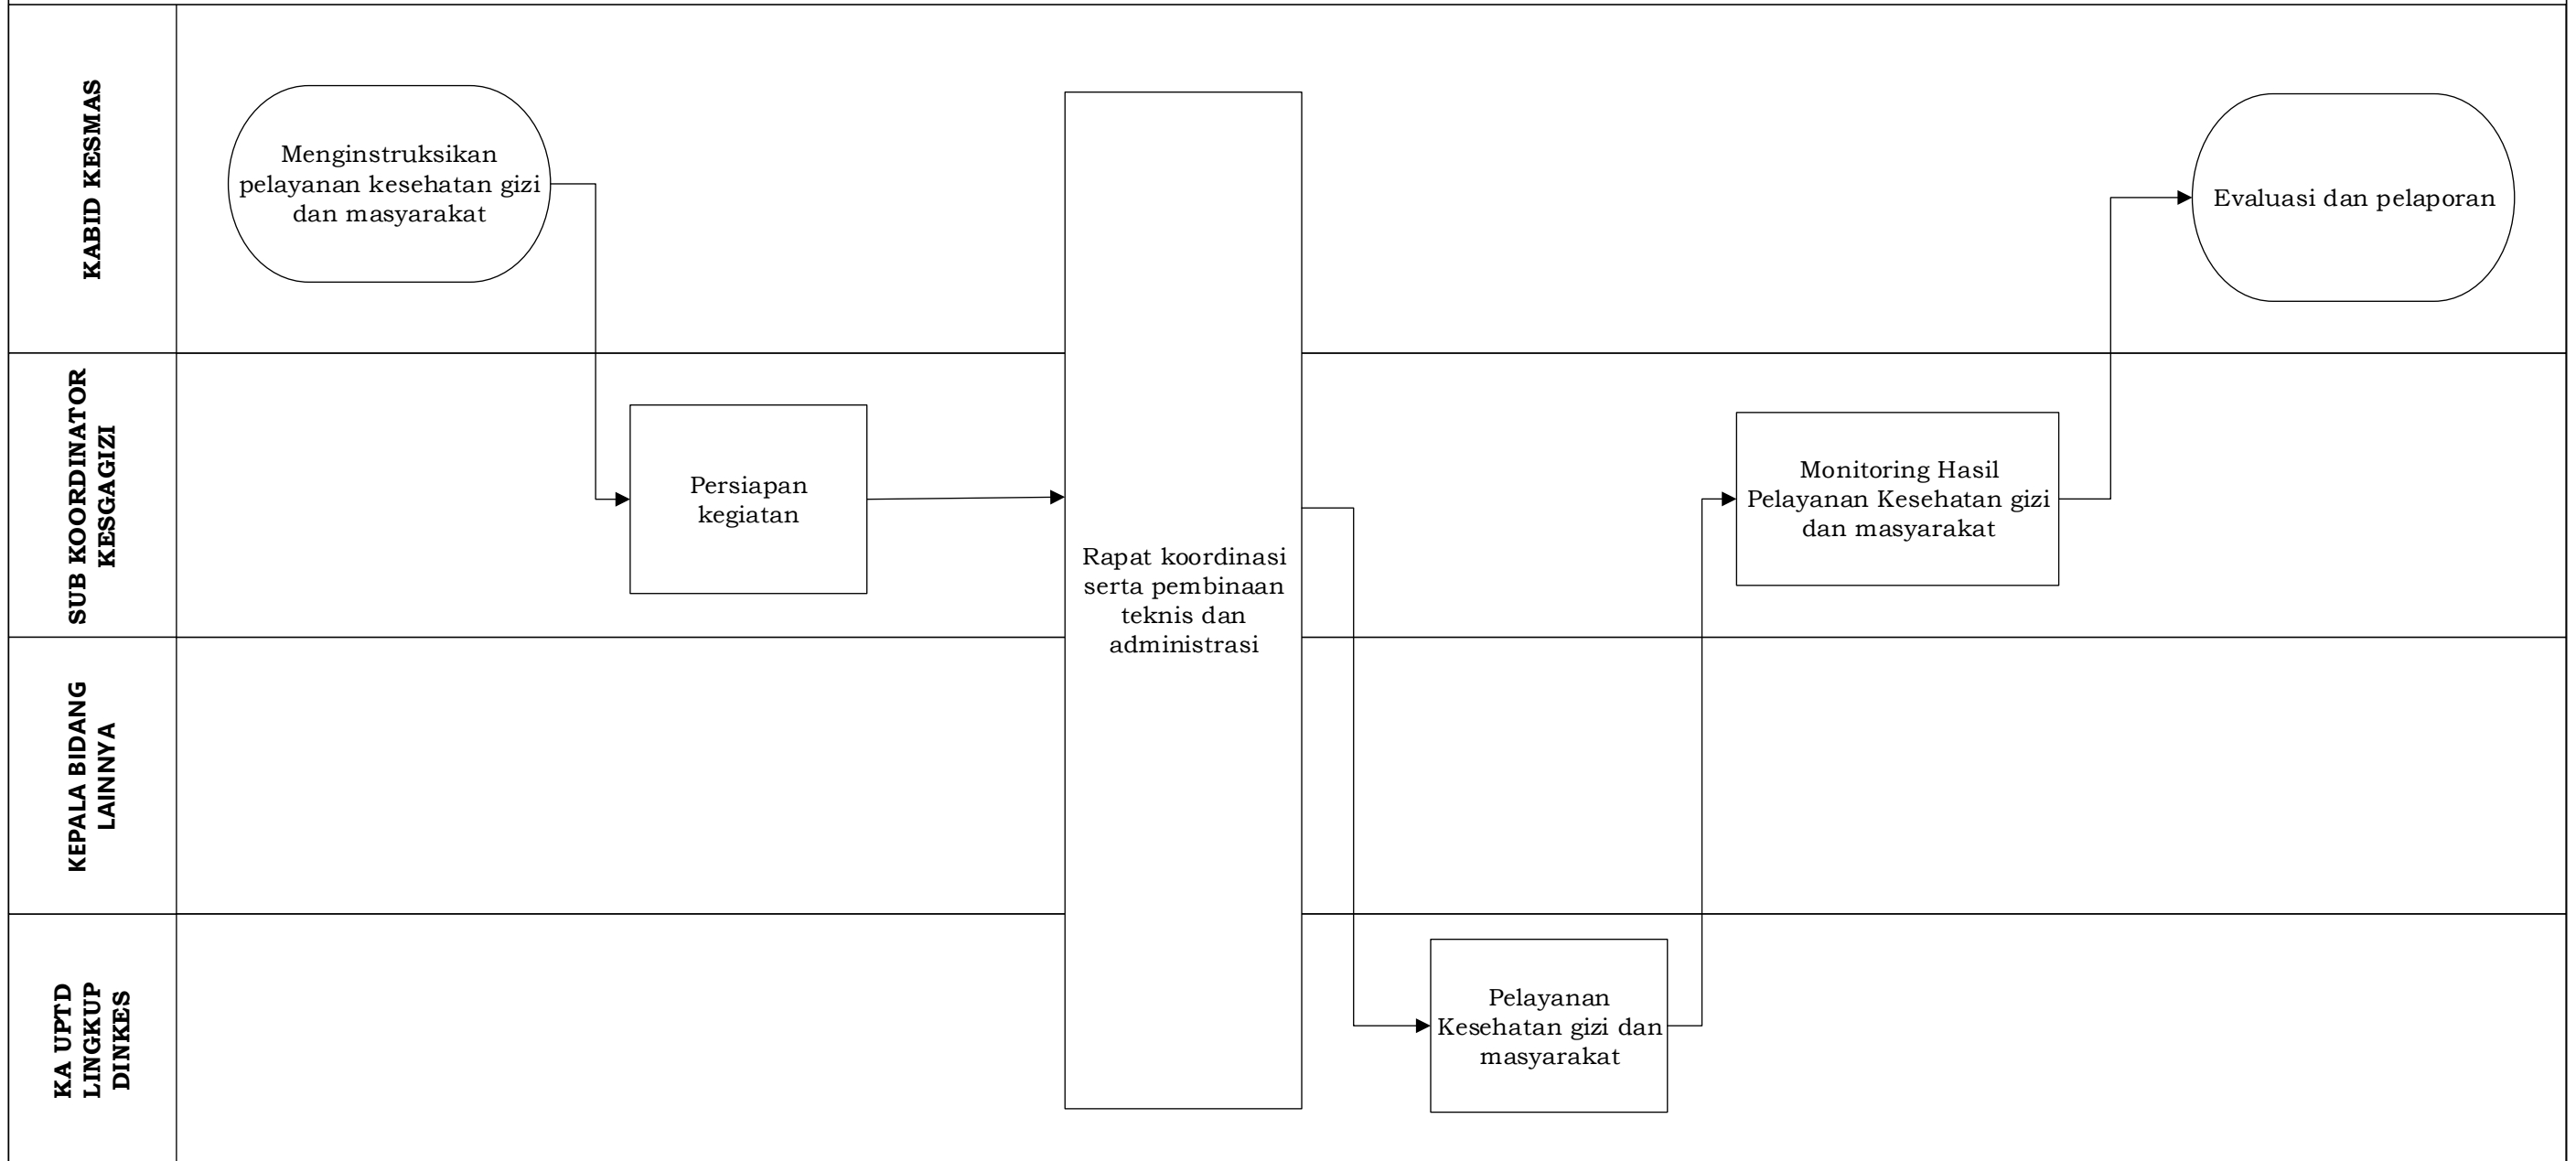 KABID KESMAS
Menginstruksikan
pelayanan kesehatan gizi
dan masyarakat
Evaluasi dan pelaporan
SUB KOORDINATOR
KESGAGIZI
Persiapan
kegiatan
Rapat koordinasi
serta pembinaan
teknis dan
administrasi
Monitoring Hasil
Pelayanan Kesehatan gizi
dan masyarakat
KEPALA BIDANG
LAINNYA
KA UPTD
LINGKUP
DINKES
Pelayanan
Kesehatan gizi dan
masyarakat